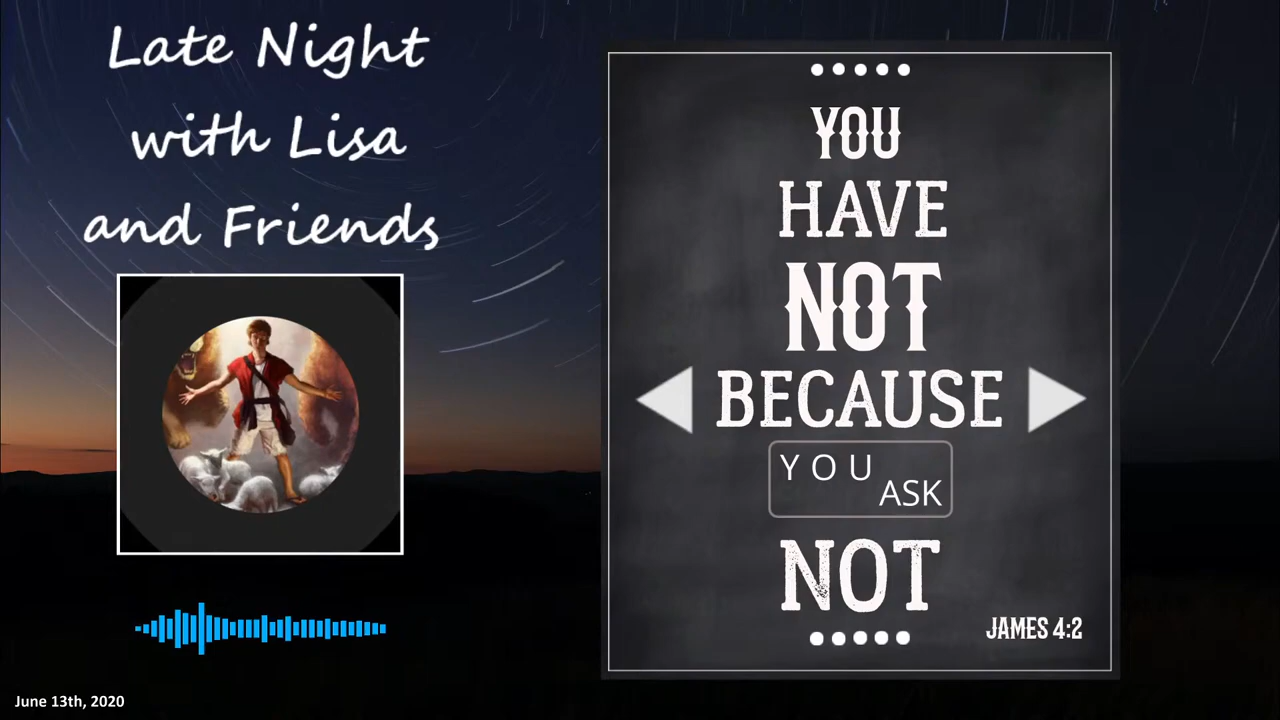 Late Night
with Lisa
and Friends
YOU
HAVE
NOT
BECAUSE
YOU
ASK
NOT
JAMES 4:2
June 13th, 2020